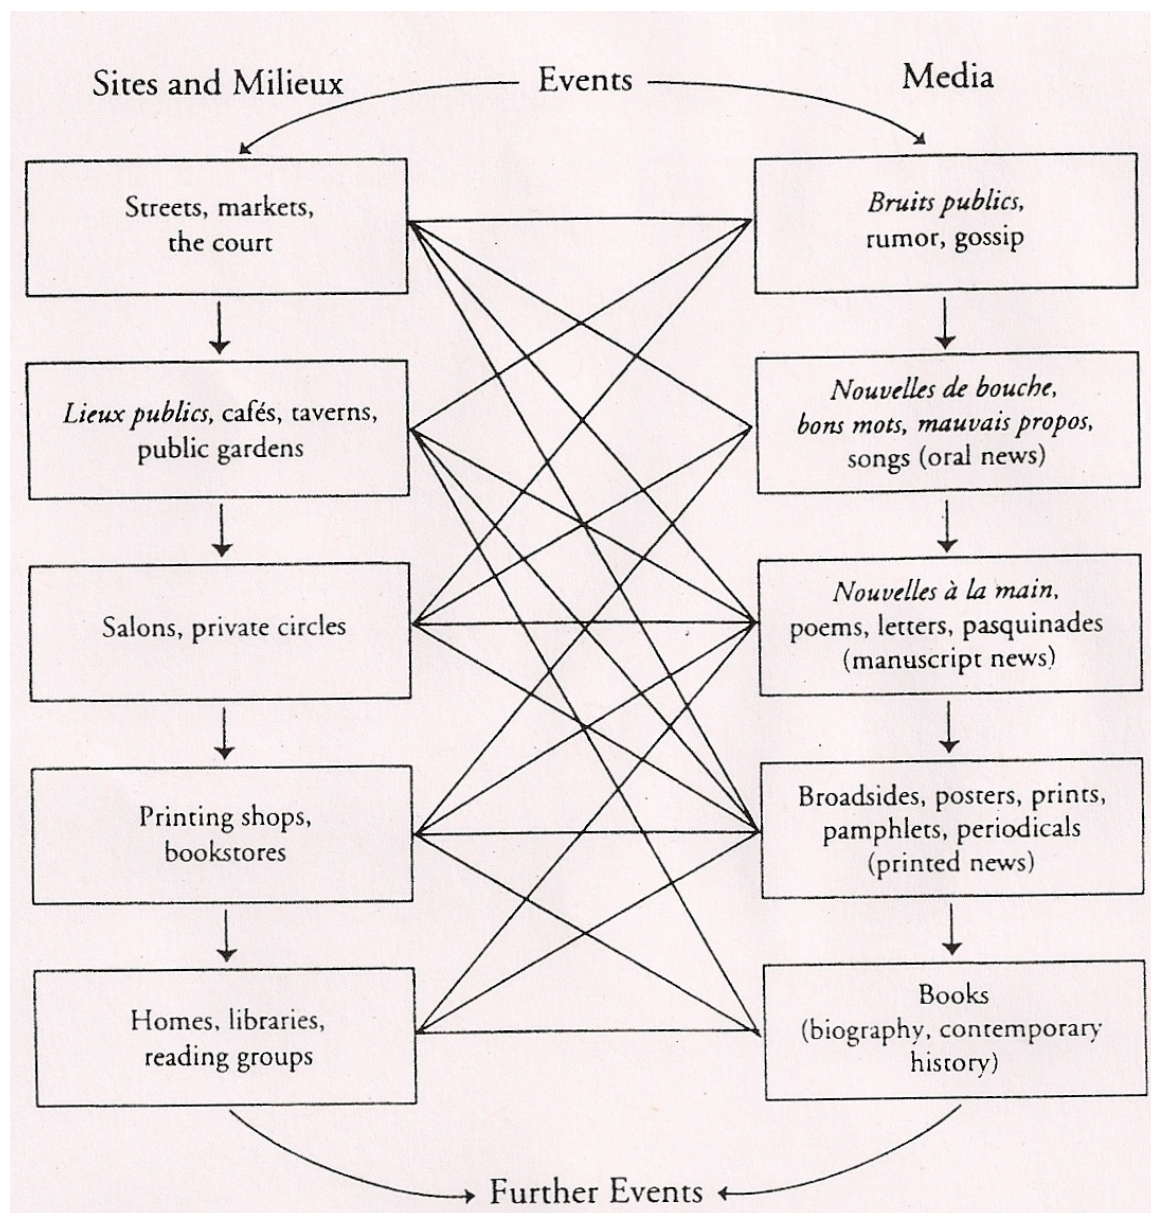 Sites and Milieux
Events
Media
Streets, markets,
the court
Bruits publics,
rumor, gossip
Lieux publics, cafés, taverns,
public gardens
Nouvelles de bouche,
bons mots, mauvais propos,
songs (oral news)
Salons, private circles
Nouvelles à la main,
poems, letters, pasquinades
(manuscript news)
Printing shops,
bookstores
Broadsides, posters, prints,
pamphlets, periodicals
(printed news)
Homes, libraries,
reading groups
Books
(biography, contemporary
history)
Further Events